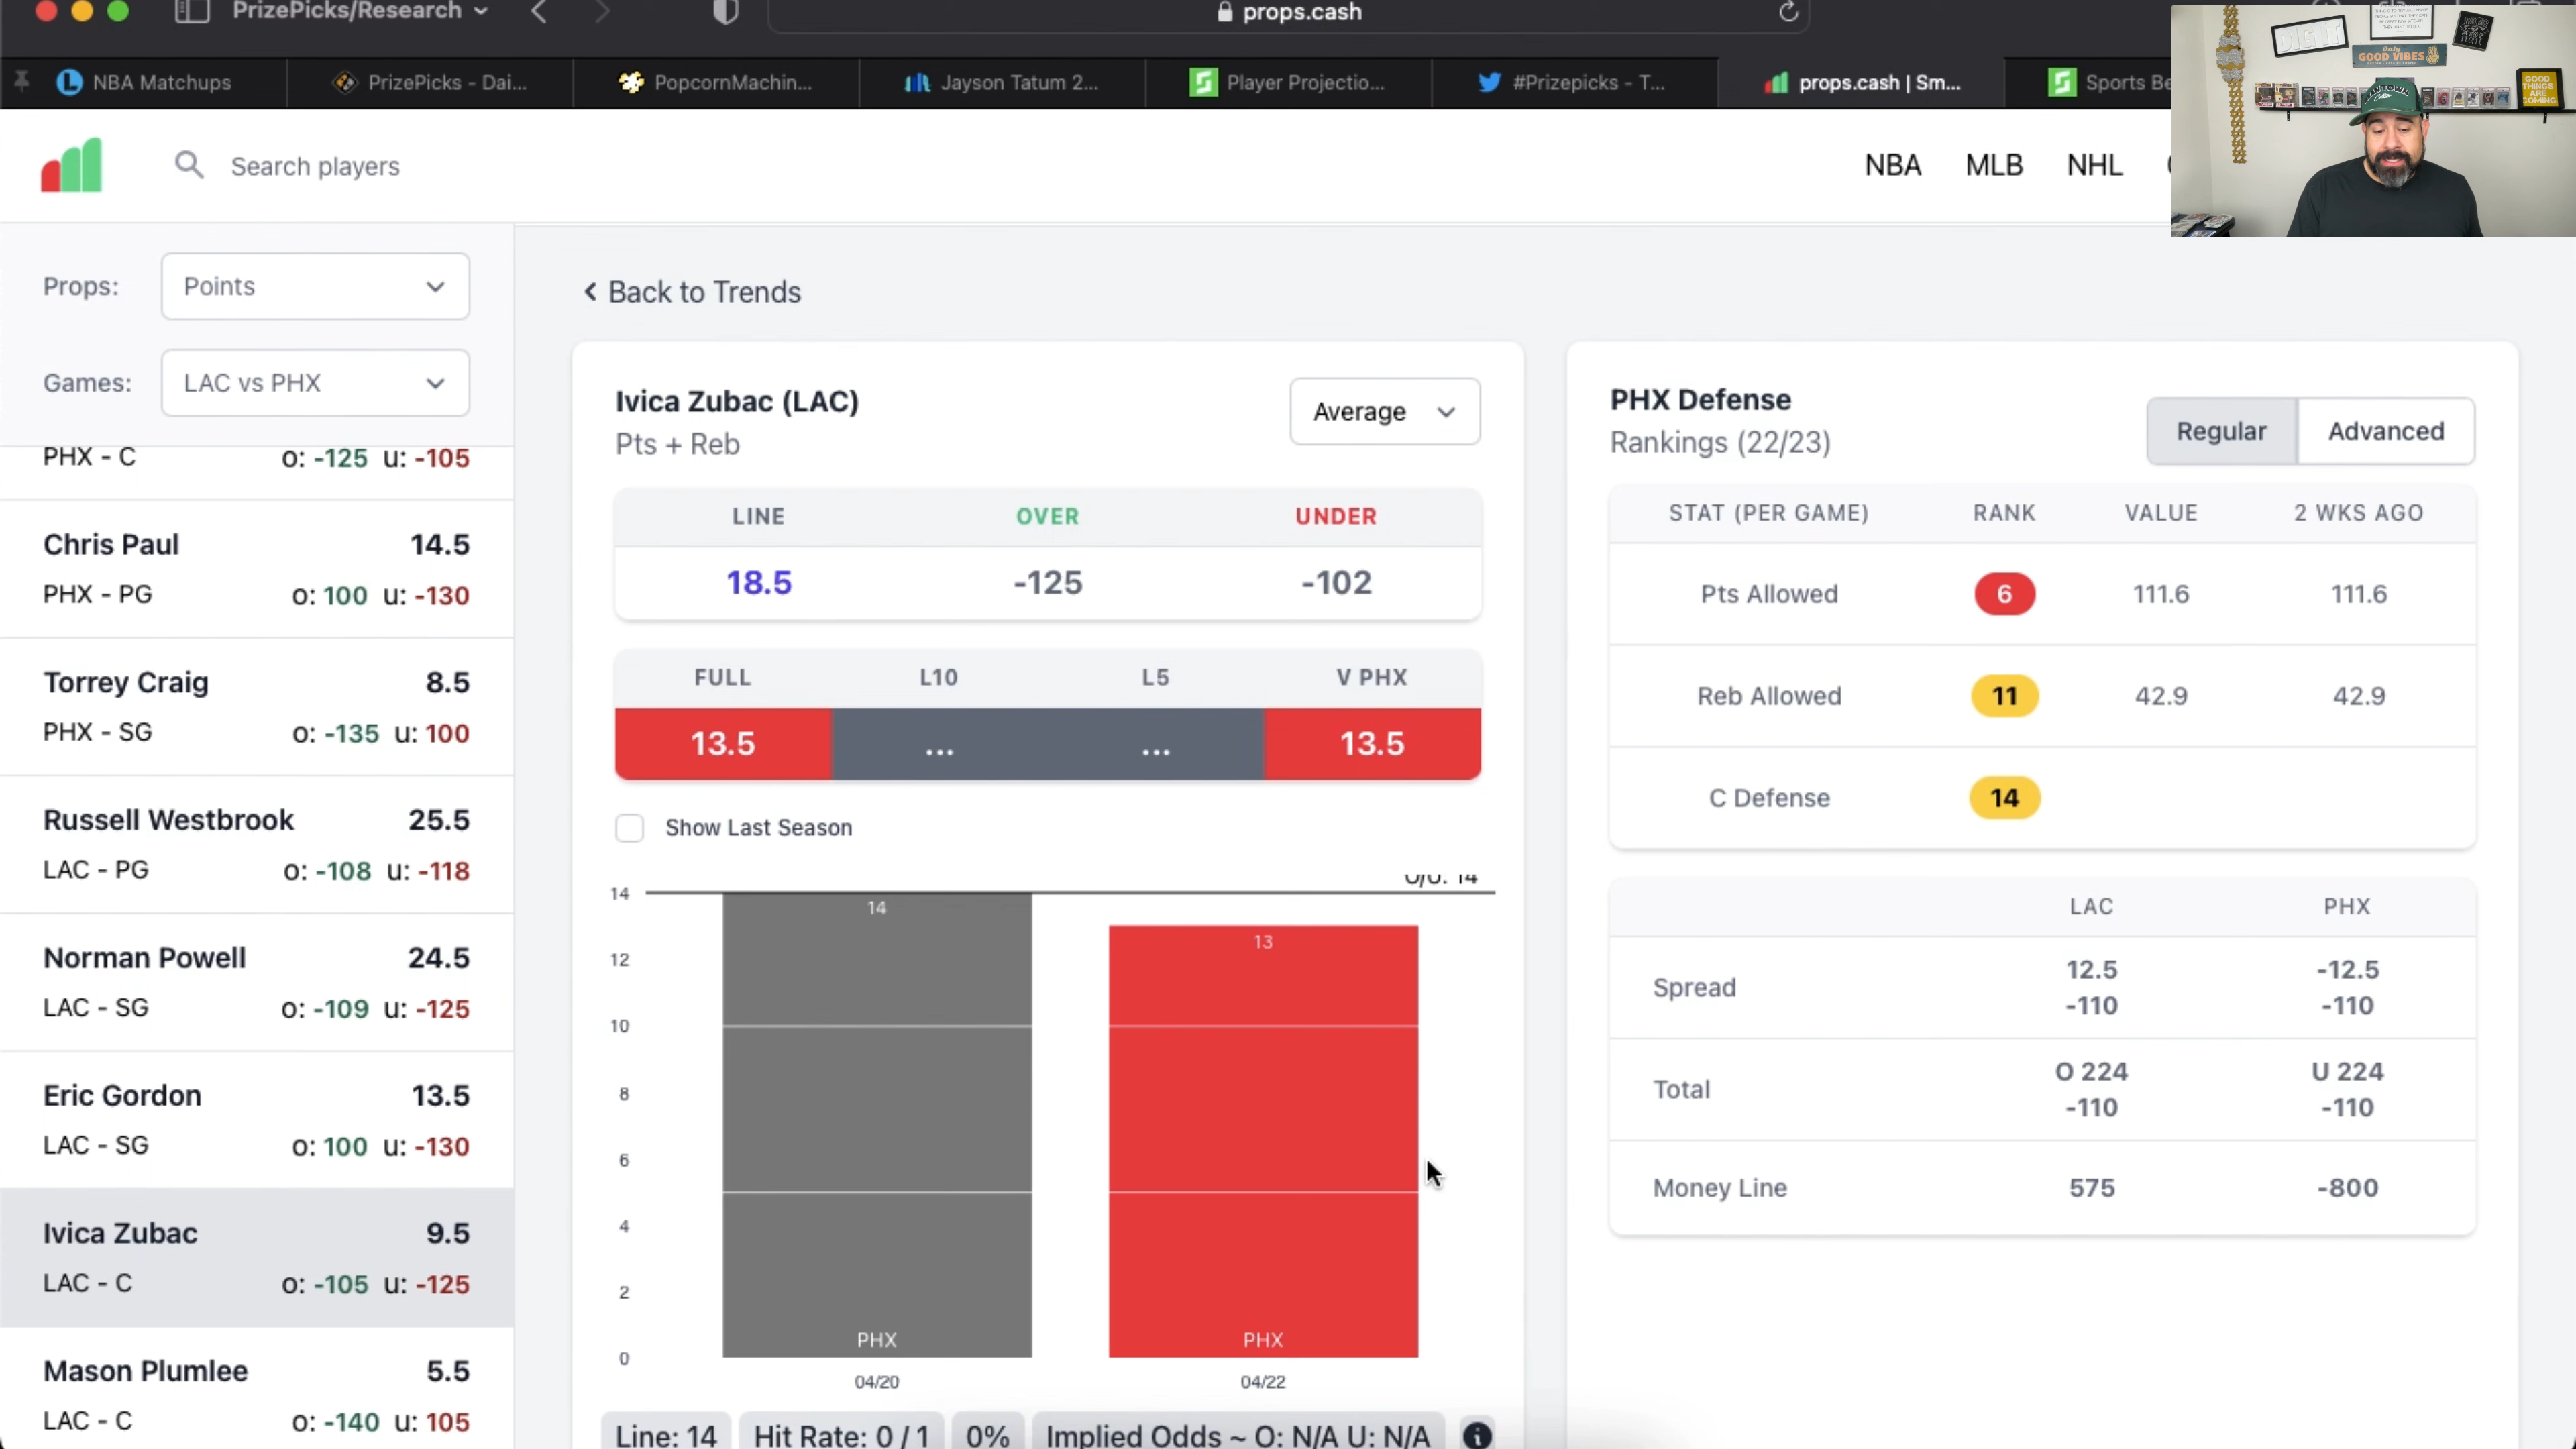 PrizePicks/Research
props.cash
NBA Matchups
PrizePicks - Dai...
PopcornMachin...
Jayson Tatum 2...
Player Projectio...
#Prizepicks - T...
props.cash | Sm...
Sports Be
Search players
NBA MLB NHL
Only
GOOD VIBES
GOOD
THINGS
ARE
COMING
Props: Points
Games: LAC vs PHX
PHX - C o: -125 u: -105
Chris Paul 14.5
PHX - PG o: 100 u: -130
Torrey Craig 8.5
PHX - SG o: -135 u: 100
Russell Westbrook 25.5
LAC - PG o: -108 u: -118
Norman Powell 24.5
LAC - SG o: -109 u: -125
Eric Gordon 13.5
LAC - SG o: 100 u: -130
Ivica Zubac 9.5
LAC - C o: -105 u: -125
Mason Plumlee 5.5
LAC - C o: -140 u: 105
Back to Trends
Ivica Zubac (LAC)
Pts + Reb
Average
LINE OVER UNDER
18.5 -125 -102
FULL L10 L5 V PHX
13.5 ... ... 13.5
Show Last Season
O/U: 14
14
12
10
8
6
4
2
0
14
13
PHX PHX
04/20 04/22
Line: 14 Hit Rate: 0 / 1 0% Implied Odds ~ O: N/A U: N/A
PHX Defense
Rankings (22/23)
Regular Advanced
STAT (PER GAME) RANK VALUE 2 WKS AGO
Pts Allowed 6 111.6 111.6
Reb Allowed 11 42.9 42.9
C Defense 14
LAC PHX
Spread 12.5 -12.5
-110 -110
Total O 224 U 224
-110 -110
Money Line 575 -800